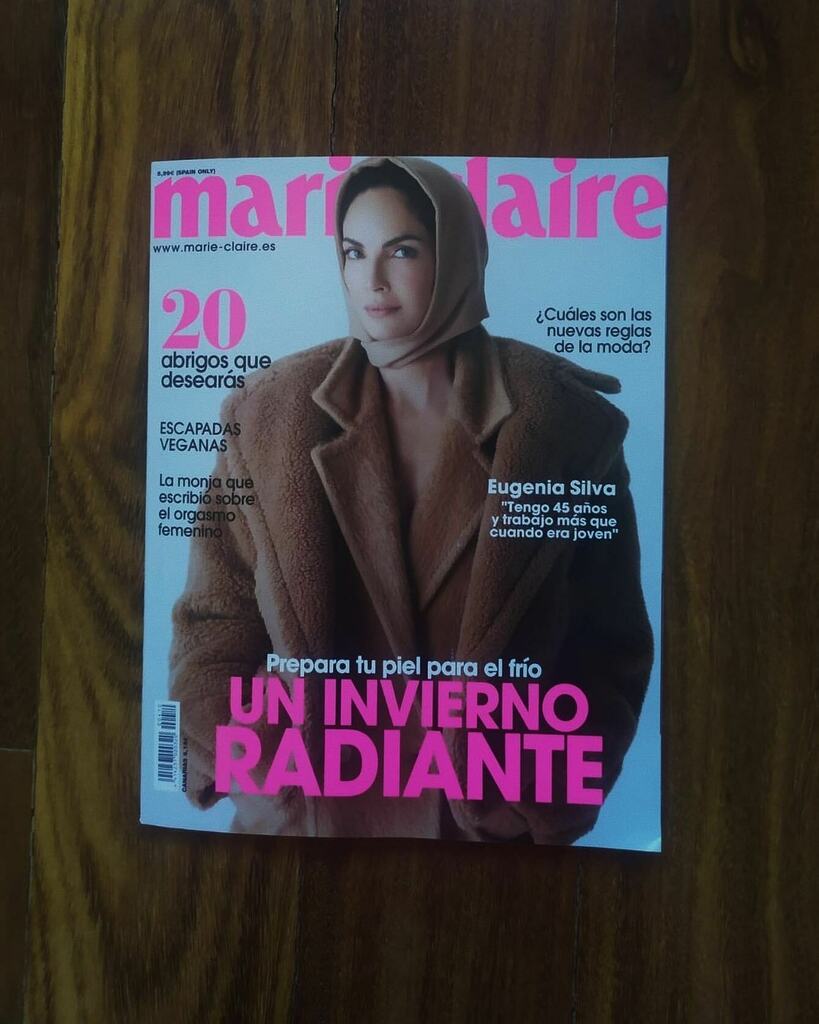 5,99€ (SPAIN ONLY)
mari claire
www.marie-claire.es
20
abrigos que
desearás
ESCAPADAS
VEGANAS
La monja que
escribió sobre
el orgasmo
femenino
¿Cuáles son las
nuevas reglas
de la moda?
Eugenia Silva
"Tengo 45 años
y trabajo más que
cuando era joven"
Prepara tu piel para el frío
UN INVIERNO
RADIANTE